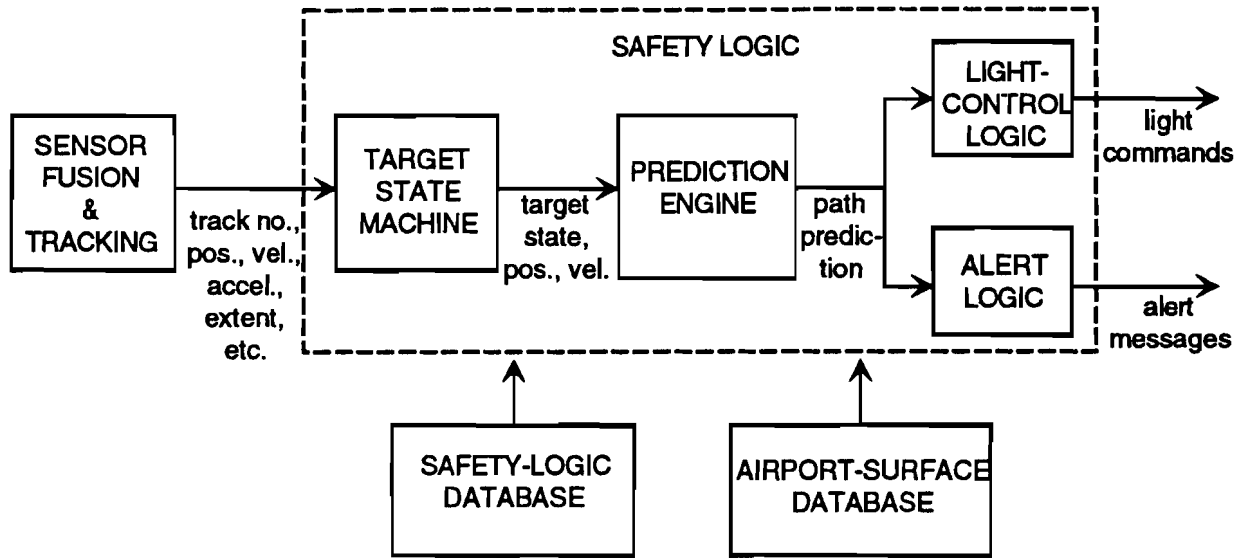 SAFETY LOGIC
SENSOR
FUSION
&
TRACKING
track no.,
pos., vel.,
accel.,
extent,
etc.
TARGET
STATE
MACHINE
target
state,
pos., vel.
PREDICTION
ENGINE
path
predic-
tion
LIGHT-
CONTROL
LOGIC
light
commands
ALERT
LOGIC
alert
messages
SAFETY-LOGIC
DATABASE
AIRPORT-SURFACE
DATABASE